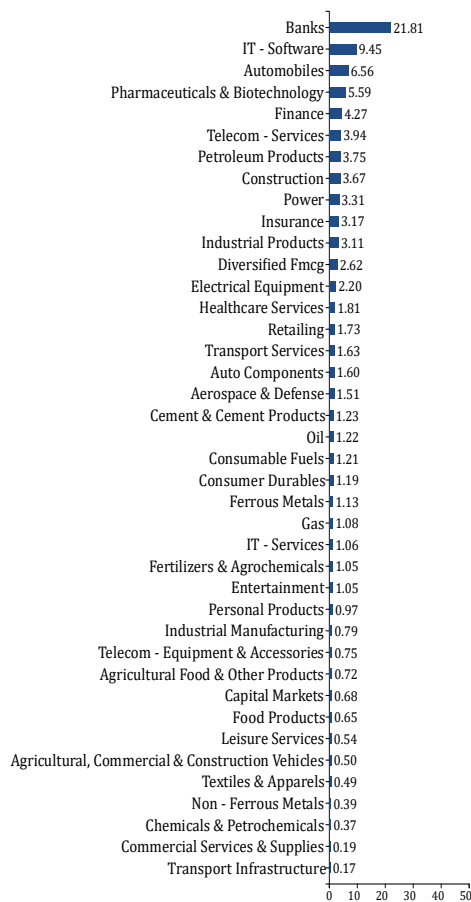 Banks 21.81
IT - Software 9.45
Automobiles 6.56
Pharmaceuticals & Biotechnology 5.59
Finance 4.27
Telecom - Services 3.94
Petroleum Products 3.75
Construction 3.67
Power 3.31
Insurance 3.17
Industrial Products 3.11
Diversified Fmcg 2.62
Electrical Equipment 2.20
Healthcare Services 1.81
Retailing 1.73
Transport Services 1.63
Auto Components 1.60
Aerospace & Defense 1.51
Cement & Cement Products 1.23
Oil 1.22
Consumable Fuels 1.21
Consumer Durables 1.19
Ferrous Metals 1.13
Gas 1.08
IT - Services 1.06
Fertilizers & Agrochemicals 1.05
Entertainment 1.05
Personal Products 0.97
Industrial Manufacturing 0.79
Telecom - Equipment & Accessories 0.75
Agricultural Food & Other Products 0.72
Capital Markets 0.68
Food Products 0.65
Leisure Services 0.54
Agricultural, Commercial & Construction Vehicles 0.50
Textiles & Apparels 0.49
Non - Ferrous Metals 0.39
Chemicals & Petrochemicals 0.37
Commercial Services & Supplies 0.19
Transport Infrastructure 0.17
0 10 20 30 40 50